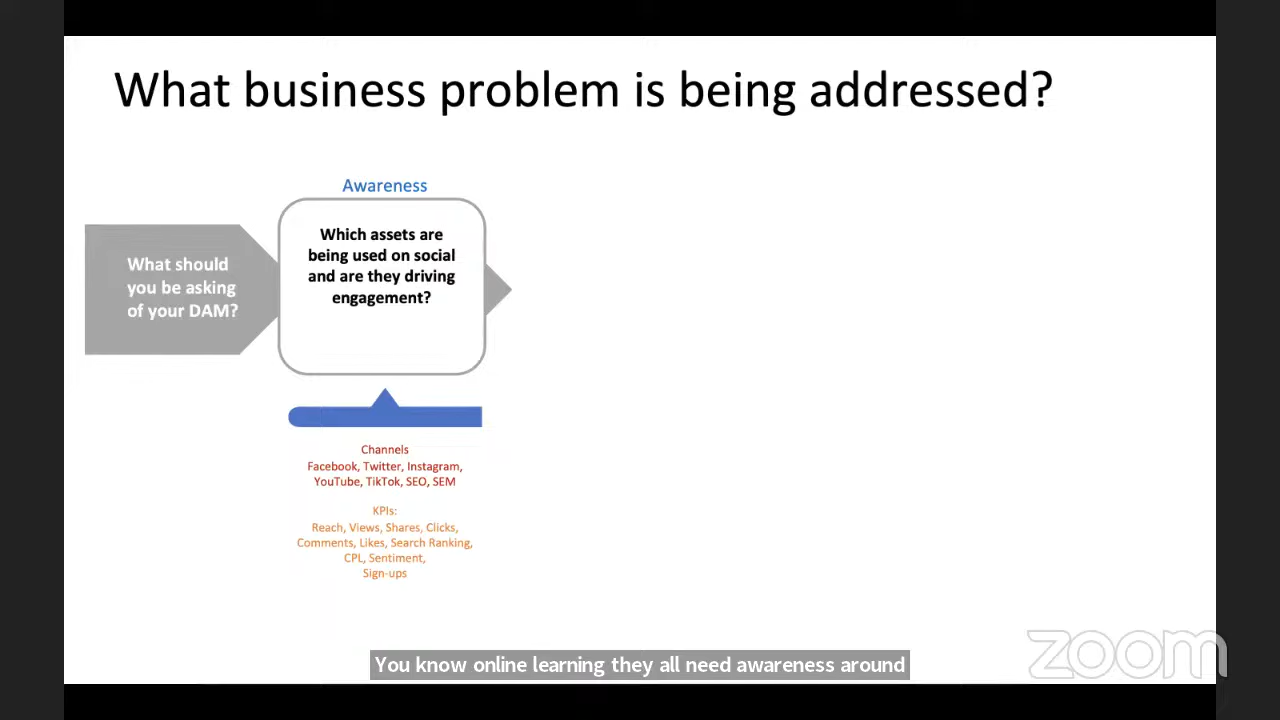 What business problem is being addressed?
Awareness
Which assets are
being used on social
and are they driving
engagement?
What should
you be asking
of your DAM?
Channels
Facebook, Twitter, Instagram,
YouTube, TikTok, SEO, SEM
KPIs:
Reach, Views, Shares, Clicks,
Comments, Likes, Search Ranking,
CPL, Sentiment,
Sign-ups
You know online learning they all need awareness around
zoom